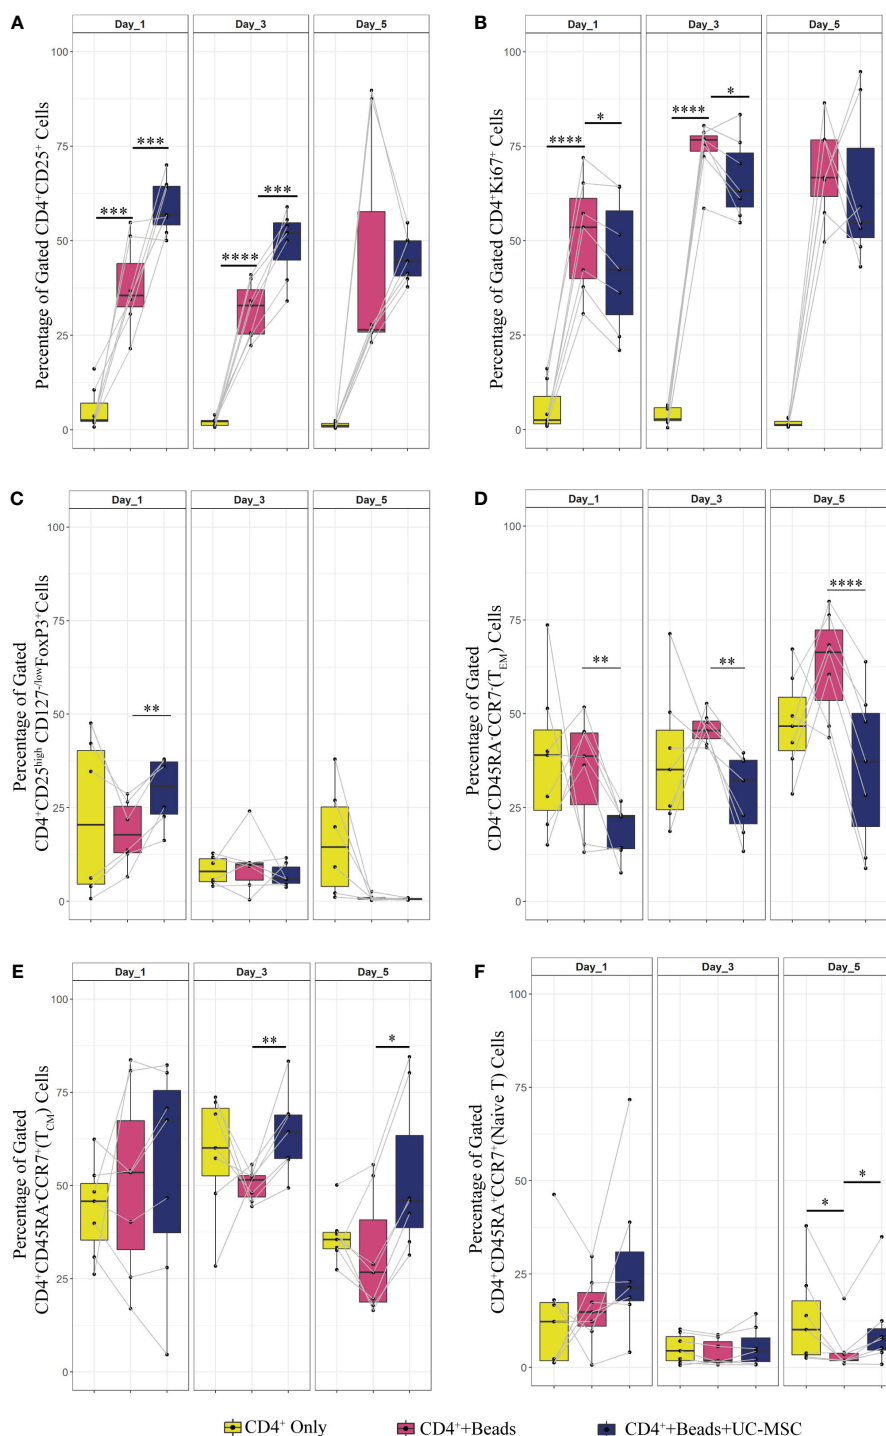 A
Day_1 Day_3 Day_5
Percentage of Gated CD4⁺CD25⁺ Cells
100
75
50
25
0
*** *** **** ***
B
Day_1 Day_3 Day_5
Percentage of Gated CD4⁺Ki67⁺ Cells
100
75
50
25
0
**** * **** *
C
Day_1 Day_3 Day_5
Percentage of Gated
CD4⁺CD25ʰⁱᵍʰ CD127⁻/ˡᵒʷFoxP3⁺Cells
100
75
50
25
0
**
D
Day_1 Day_3 Day_5
Percentage of Gated
CD4⁺CD45RA⁻CCR7⁻(T_EM) Cells
100
75
50
25
0
** ** ****
E
Day_1 Day_3 Day_5
Percentage of Gated
CD4⁺CD45RA⁻CCR7⁺(T_CM) Cells
100
75
50
25
0
** *
F
Day_1 Day_3 Day_5
Percentage of Gated
CD4⁺CD45RA⁺CCR7⁺(Naive T) Cells
100
75
50
25
0
* *
CD4⁺ Only CD4⁺+Beads CD4⁺+Beads+UC-MSC